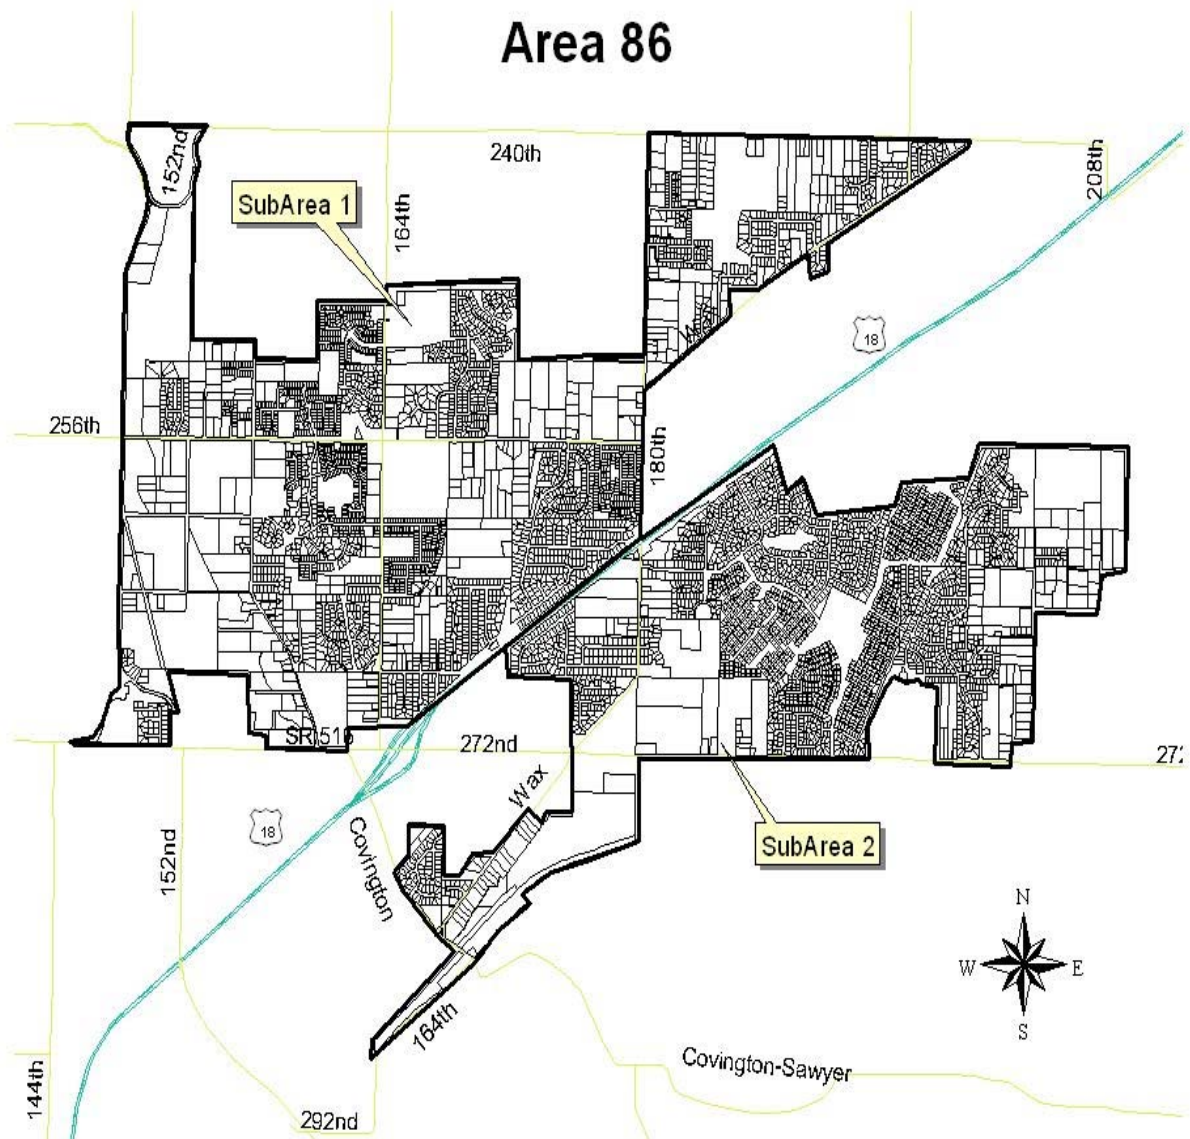 Area 86
152nd
240th
208th
SubArea 1
164th
Wax
18
256th
180th
SR 516
272nd
272
Wax
18
SubArea 2
152nd
Covington
N
W
E
S
164th
Covington-Sawyer
144th
292nd